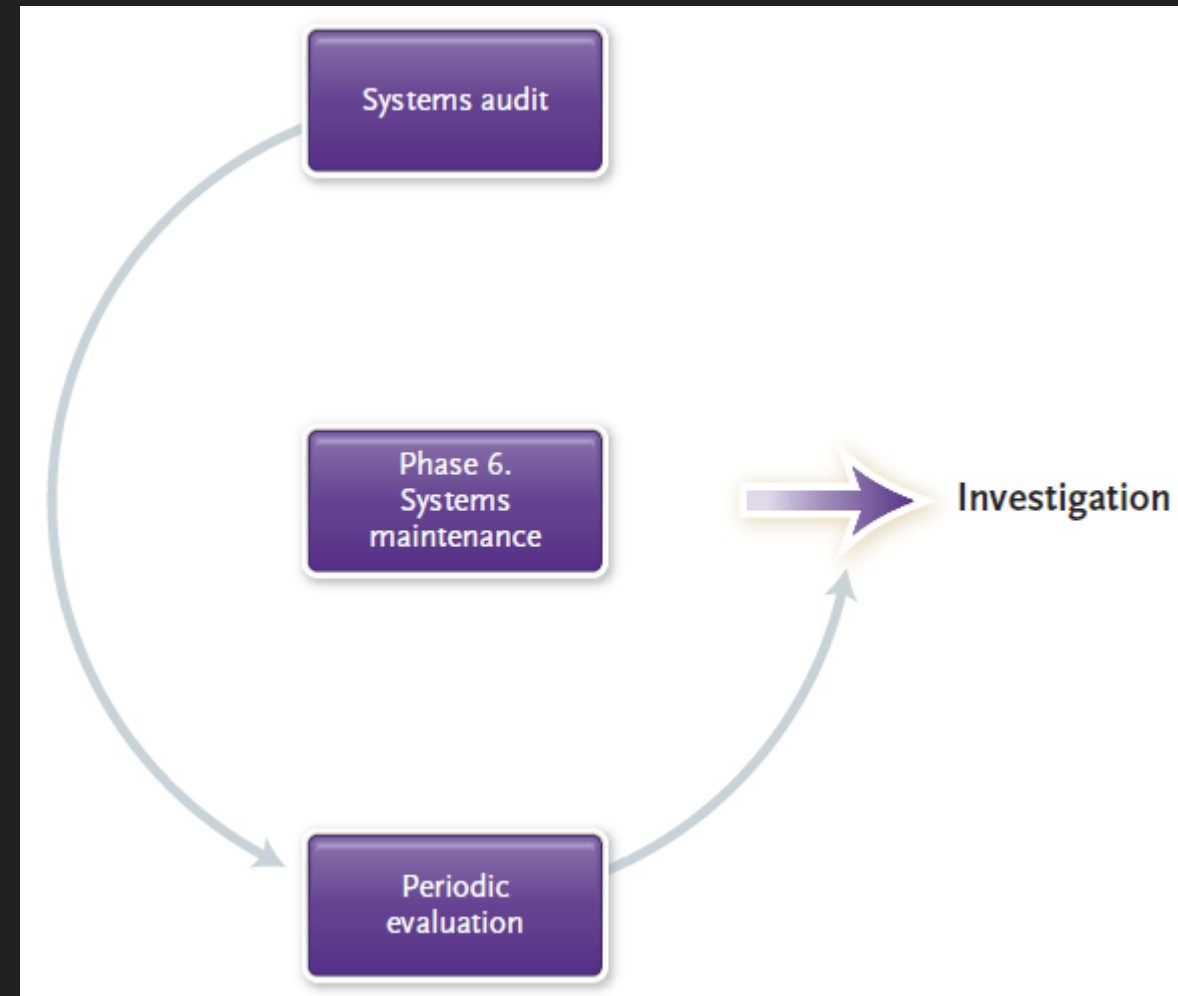 Systems audit
Phase 6.
Systems
maintenance
Investigation
Periodic
evaluation